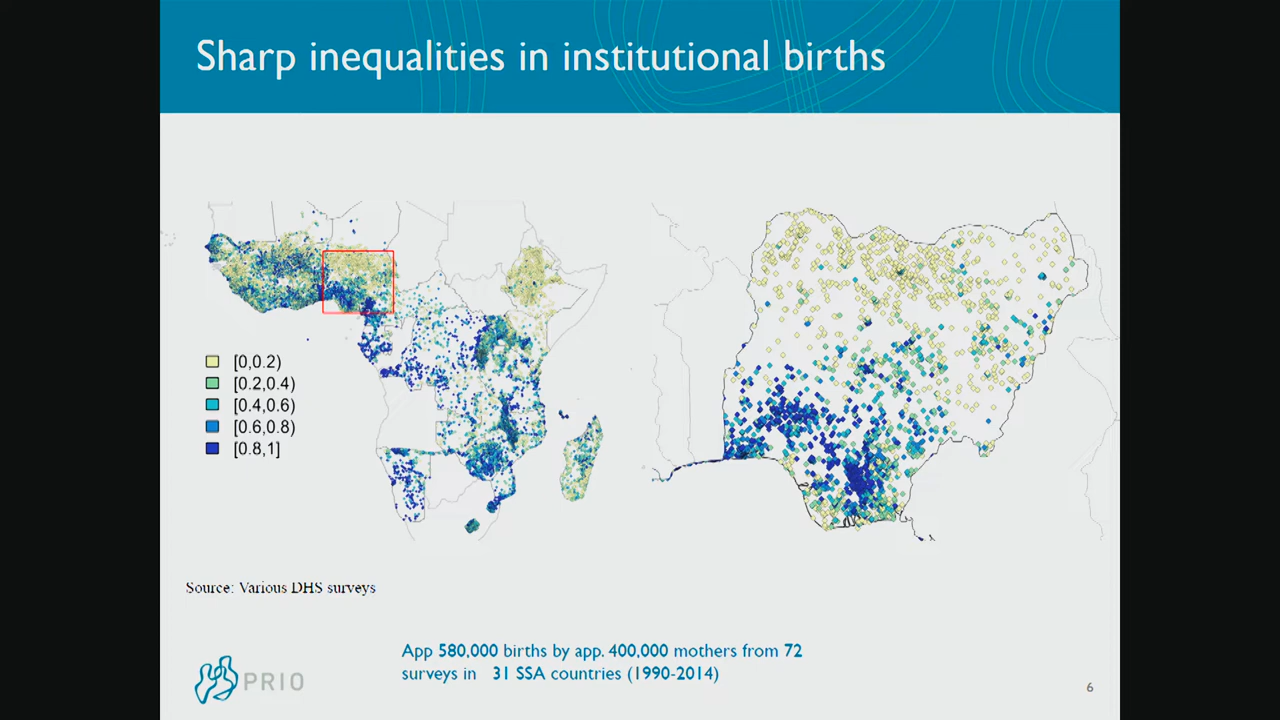 Sharp inequalities in institutional births
[0,0.2)
[0.2,0.4)
[0.4,0.6)
[0.6,0.8)
[0.8,1]
Source: Various DHS surveys
App 580,000 births by app. 400,000 mothers from 72
surveys in 31 SSA countries (1990-2014)
PRIO
6